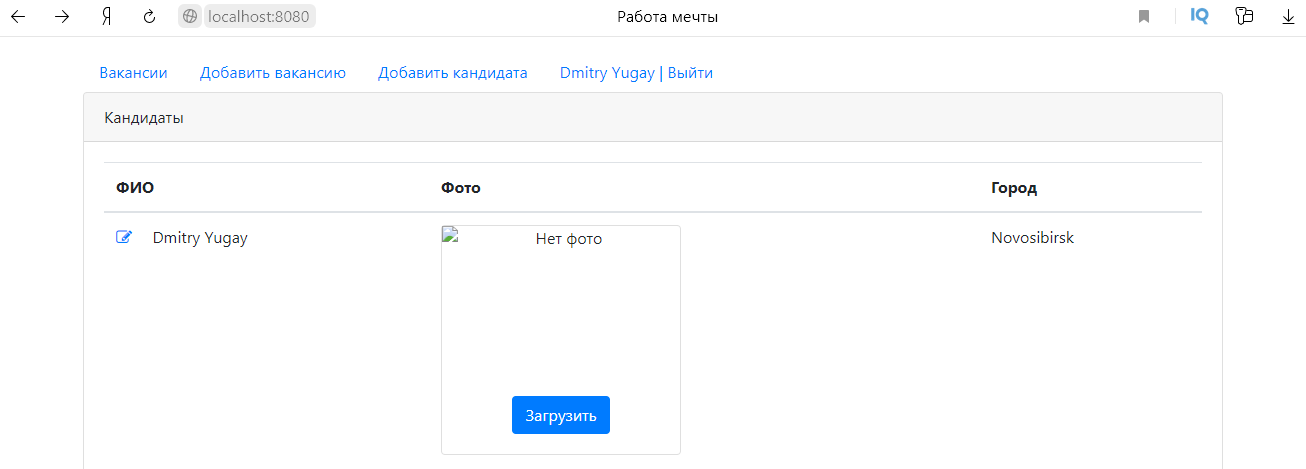 Я localhost:8080 Работа мечты IQ
Вакансии Добавить вакансию Добавить кандидата Dmitry Yugay | Выйти
Кандидаты
ФИО Фото Город
Dmitry Yugay Нет фото Novosibirsk
Загрузить